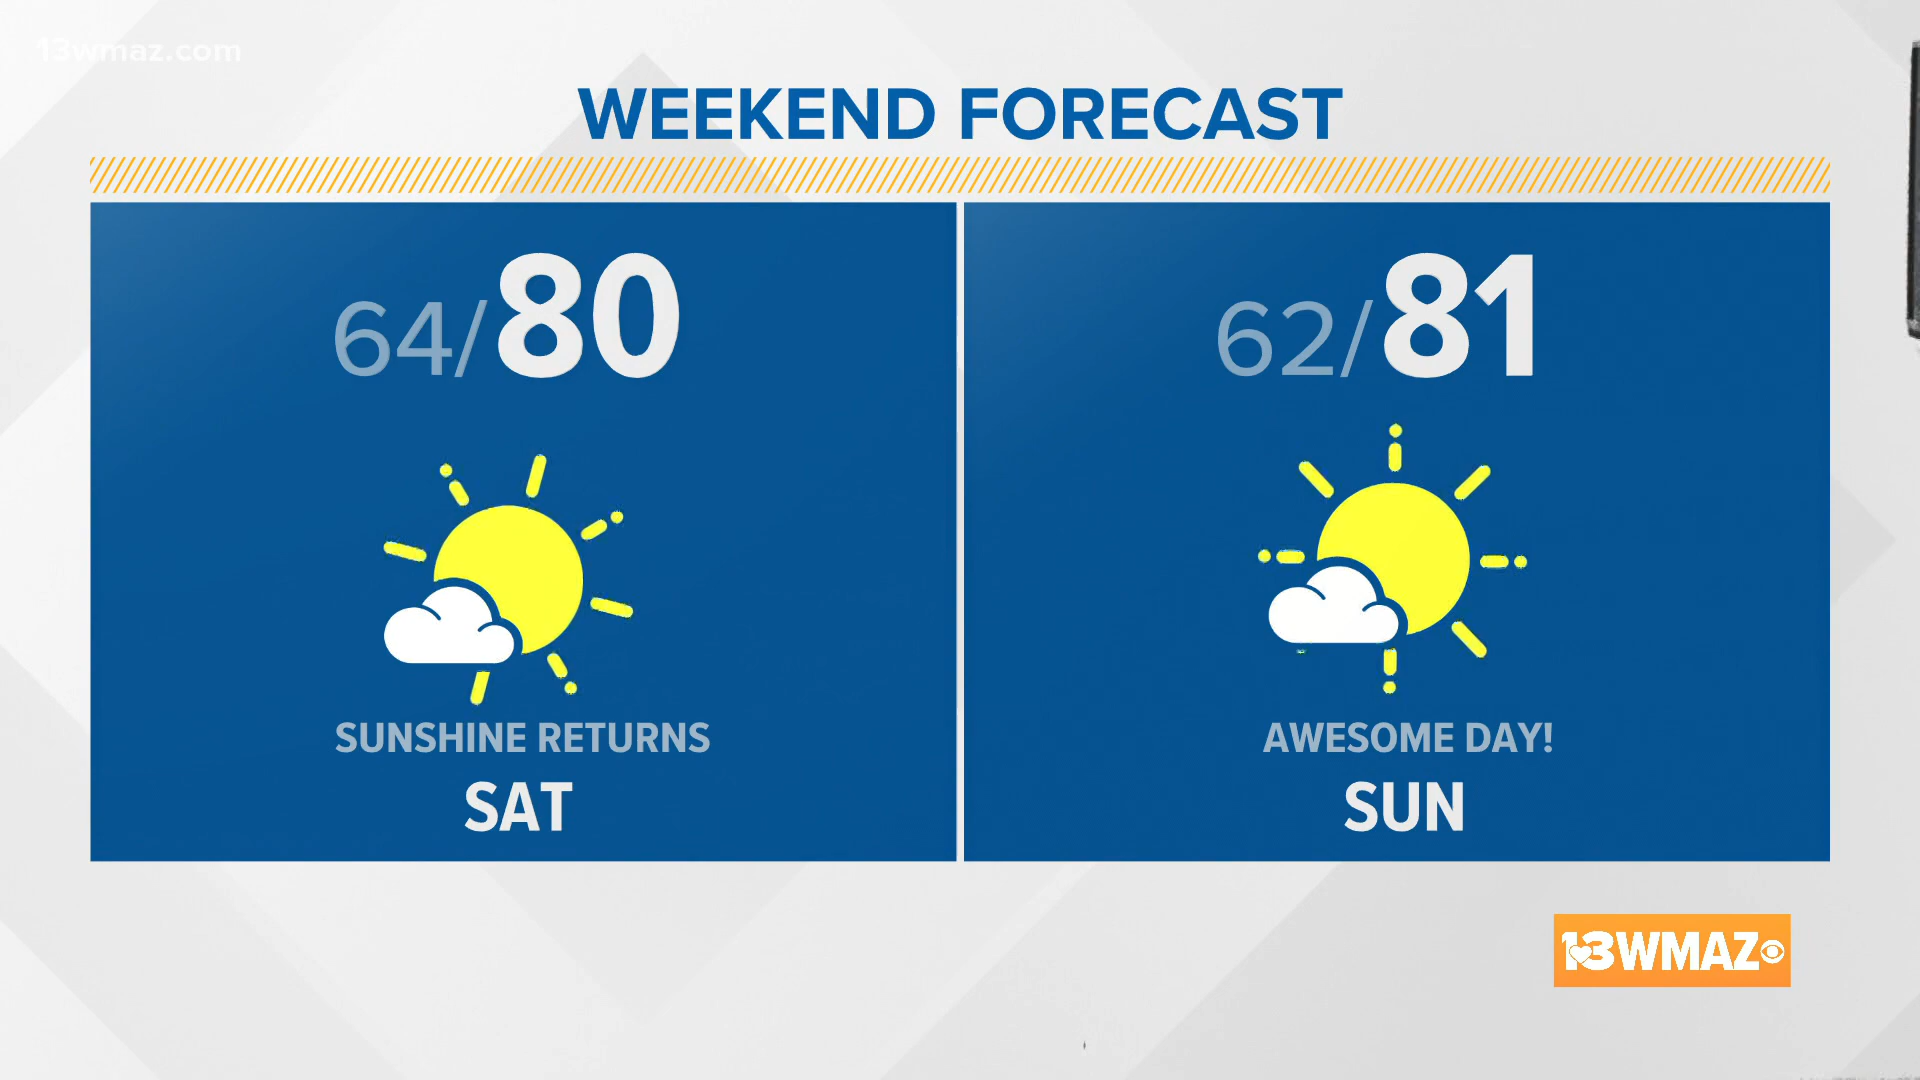 13wmaz.com
WEEKEND FORECAST
64/80
SUNSHINE RETURNS
SAT
62/81
AWESOME DAY!
SUN
13WMAZ